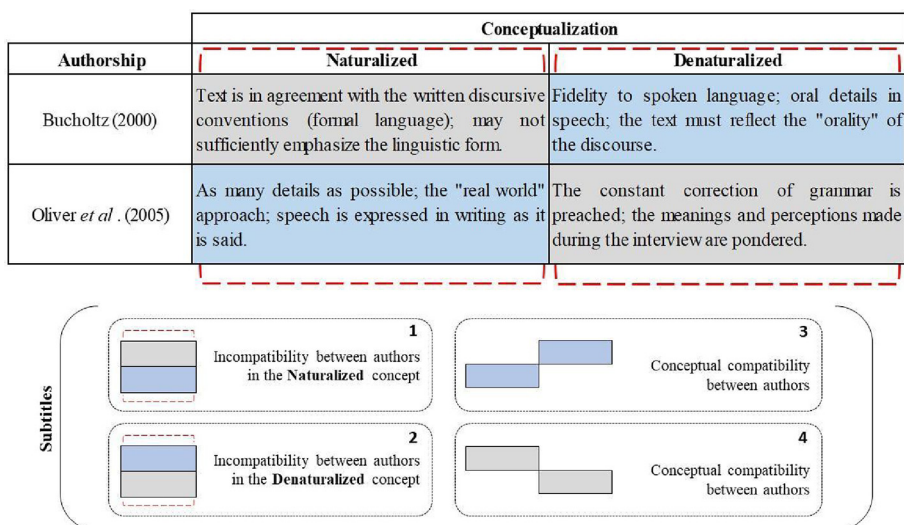 Conceptualization
Authorship Naturalized Denaturalized
Bucholtz (2000)
Text is in agreement with the written discursive
conventions (formal language); may not
sufficiently emphasize the linguistic form.
Fidelity to spoken language; oral details in
speech; the text must reflect the "orality" of
the discourse.
Oliver et al. (2005)
As many details as possible; the "real world"
approach; speech is expressed in writing as it
is said.
The constant correction of grammar is
preached; the meanings and perceptions made
during the interview are pondered.
Subtitles
1
Incompatibility between authors
in the Naturalized concept
3
Conceptual compatibility
between authors
2
Incompatibility between authors
in the Denaturalized concept
4
Conceptual compatibility
between authors